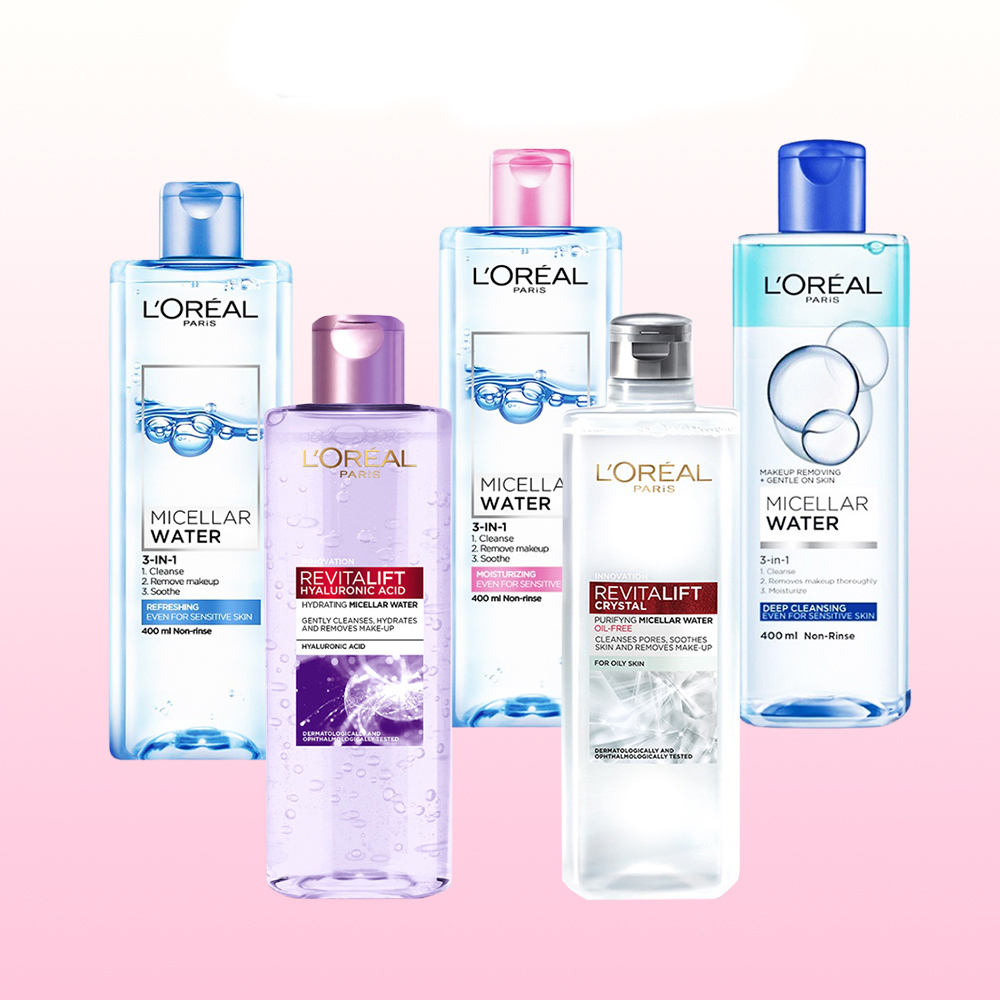 L'ORÉAL
PARiS
MICELLAR
WATER
3-IN-1
1. Cleanse
2. Remove makeup
3. Soothe
REFRESHING
EVEN FOR SENSITIVE SKIN
400 ml Non-rinse
L'ORÉAL
PARiS
INNOVATION
REVITALIFT
HYALURONIC ACID
HYDRATING MICELLAR WATER
GENTLY CLEANSES, HYDRATES
AND REMOVES MAKE-UP
HYALURONIC ACID
DERMATOLOGICALLY AND
OPHTHALMOLOGICALLY TESTED
L'ORÉAL
PARiS
MICELLA
WATER
3-IN-1
1. Cleanse
2. Remove makeup
3. Soothe
MOISTURIZING
EVEN FOR SENSITIVE
400 ml Non-rinse
L'ORÉAL
PARiS
INNOVATION
REVITALIFT
CRYSTAL
PURIFYING MICELLAR WATER
OIL-FREE
CLEANSES PORES, SOOTHES
SKIN AND REMOVES MAKE-UP
FOR OILY SKIN
DERMATOLOGICALLY AND
OPHTHALMOLOGICALLY TESTED
L'ORÉAL
PARiS
MAKEUP REMOVING
+ GENTLE ON SKIN
MICELLAR
WATER
3-in-1
1. Cleanse
2. Removes makeup thoroughly
3. Moisturize
DEEP CLEANSING
EVEN FOR SENSITIVE SKIN
400 ml Non-Rinse